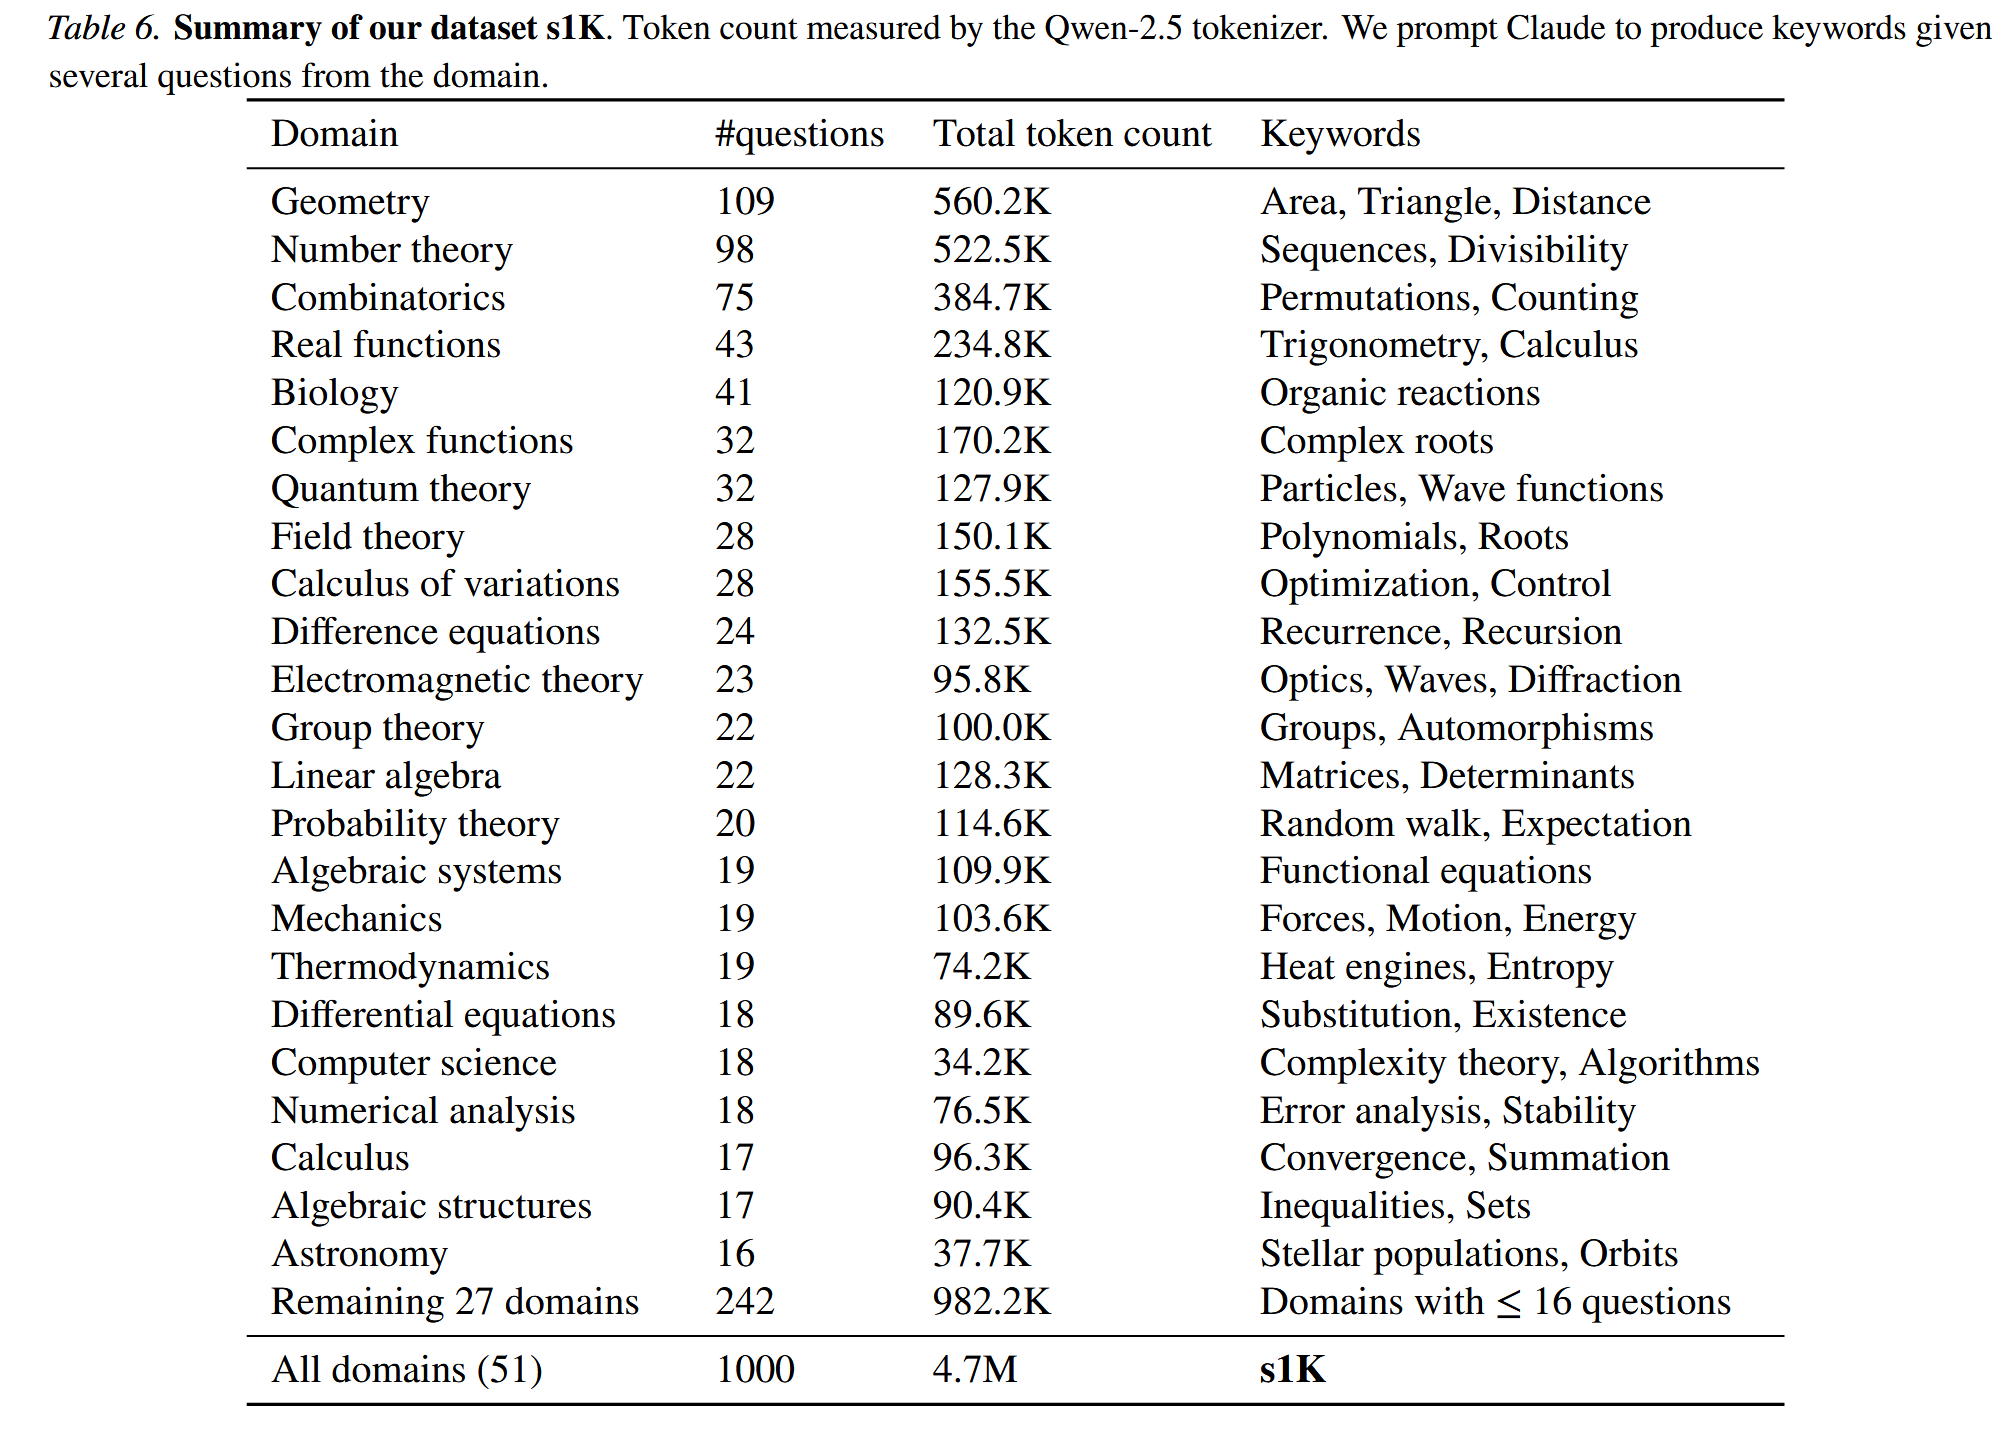 Table 6. Summary of our dataset s1K. Token count measured by the Qwen-2.5 tokenizer. We prompt Claude to produce keywords given
several questions from the domain.
Domain #questions Total token count Keywords
Geometry 109 560.2K Area, Triangle, Distance
Number theory 98 522.5K Sequences, Divisibility
Combinatorics 75 384.7K Permutations, Counting
Real functions 43 234.8K Trigonometry, Calculus
Biology 41 120.9K Organic reactions
Complex functions 32 170.2K Complex roots
Quantum theory 32 127.9K Particles, Wave functions
Field theory 28 150.1K Polynomials, Roots
Calculus of variations 28 155.5K Optimization, Control
Difference equations 24 132.5K Recurrence, Recursion
Electromagnetic theory 23 95.8K Optics, Waves, Diffraction
Group theory 22 100.0K Groups, Automorphisms
Linear algebra 22 128.3K Matrices, Determinants
Probability theory 20 114.6K Random walk, Expectation
Algebraic systems 19 109.9K Functional equations
Mechanics 19 103.6K Forces, Motion, Energy
Thermodynamics 19 74.2K Heat engines, Entropy
Differential equations 18 89.6K Substitution, Existence
Computer science 18 34.2K Complexity theory, Algorithms
Numerical analysis 18 76.5K Error analysis, Stability
Calculus 17 96.3K Convergence, Summation
Algebraic structures 17 90.4K Inequalities, Sets
Astronomy 16 37.7K Stellar populations, Orbits
Remaining 27 domains 242 982.2K Domains with ≤ 16 questions
All domains (51) 1000 4.7M s1K